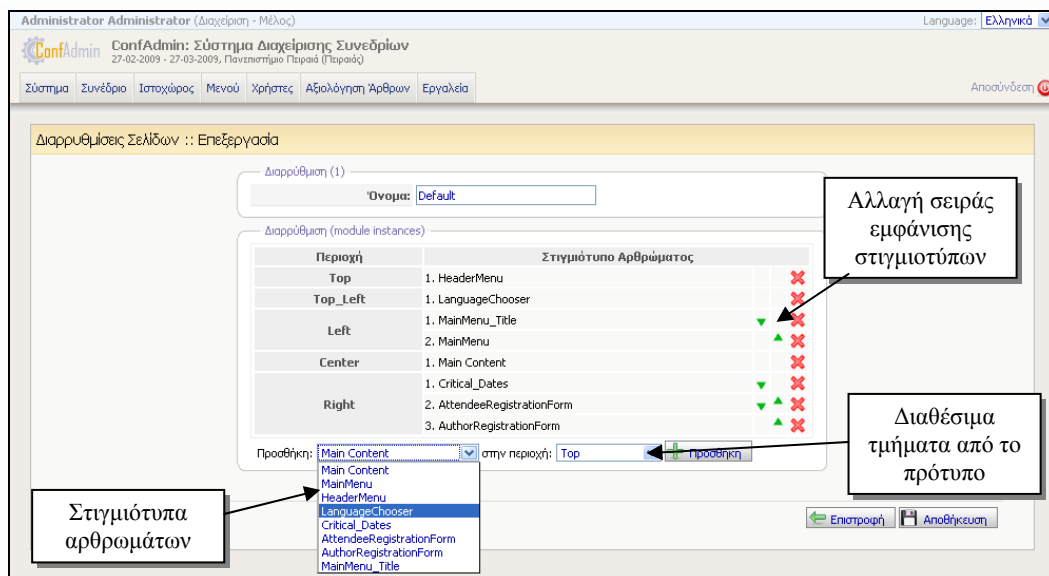 Administrator Administrator (Διαχείριση - Μέλος)
Language: Ελληνικά
ConfAdmin
ConfAdmin: Σύστημα Διαχείρισης Συνεδρίων
27-02-2009 - 27-03-2009, Πανεπιστήμιο Πειραιά (Πειραιάς)
Σύστημα Συνέδριο Ιστοχώρος Μενού Χρήστες Αξιολόγηση Άρθρων Εργαλεία
Αποσύνδεση
Διαρρυθμίσεις Σελίδων :: Επεξεργασία
Διαρρύθμιση (1)
Όνομα: Default
Διαρρύθμιση (module instances)
Περιοχή Στιγμιότυπο Αρθρώματος
Top 1. HeaderMenu
Top_Left 1. LanguageChooser
Left 1. MainMenu_Title
2. MainMenu
Center 1. Main Content
Right 1. Critical_Dates
2. AttendeeRegistrationForm
3. AuthorRegistrationForm
Προσθήκη: Main Content στην περιοχή: Top Προσθήκη
Main Content
MainMenu
HeaderMenu
LanguageChooser
Critical_Dates
AttendeeRegistrationForm
AuthorRegistrationForm
MainMenu_Title
Επιστροφή Αποθήκευση
Αλλαγή σειράς
εμφάνισης
στιγμιοτύπων
Διαθέσιμα
τμήματα από το
πρότυπο
Στιγμιότυπα
αρθρωμάτων